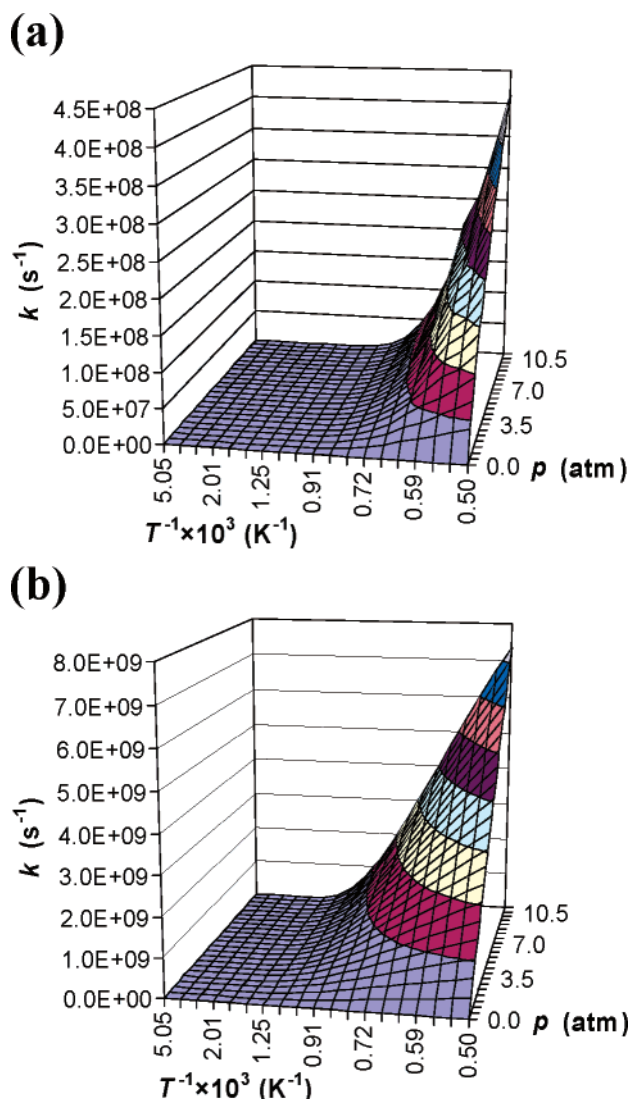 (a)
4.5E+08
4.0E+08
3.5E+08
3.0E+08
2.5E+08
2.0E+08
1.5E+08
1.0E+08
5.0E+07
0.0E+00
k (s⁻¹)
10.5
7.0
3.5
0.0 p (atm)
5.05 2.01 1.25 0.91 0.72 0.59 0.50
T⁻¹×10³ (K⁻¹)
(b)
8.0E+09
7.0E+09
6.0E+09
5.0E+09
4.0E+09
3.0E+09
2.0E+09
1.0E+09
0.0E+00
k (s⁻¹)
10.5
7.0
3.5
0.0 p (atm)
5.05 2.01 1.25 0.91 0.72 0.59 0.50
T⁻¹×10³ (K⁻¹)